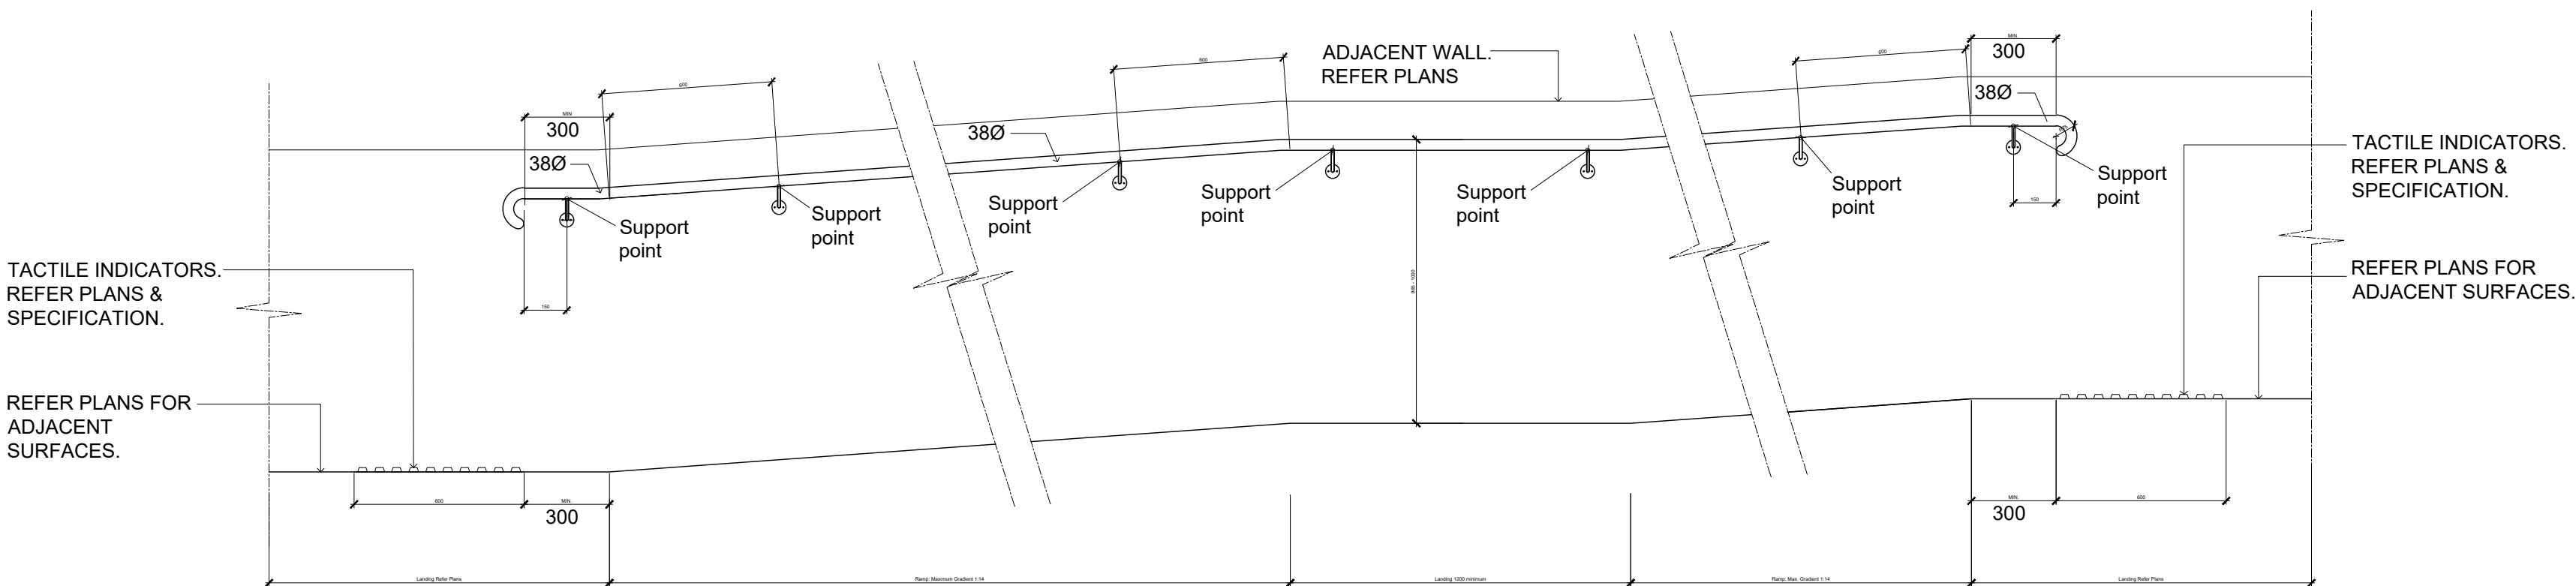 ADJACENT WALL.
REFER PLANS
MIN.
300
600
600
600
MIN
300
38Ø
38Ø
38Ø
TACTILE INDICATORS.
REFER PLANS &
SPECIFICATION.
Support
point
Support
point
Support
point
Support
point
Support
point
Support
point
Support
point
150
150
865 - 1000
TACTILE INDICATORS.
REFER PLANS &
SPECIFICATION.
REFER PLANS FOR
ADJACENT SURFACES.
REFER PLANS FOR
ADJACENT
SURFACES.
600
MIN.
300
MIN.
300
600
Landing Refer Plans
Ramp: Maximum Gradient 1:14
Landing 1200 minimum
Ramp: Max. Gradient 1:14
Landing Refer Plans